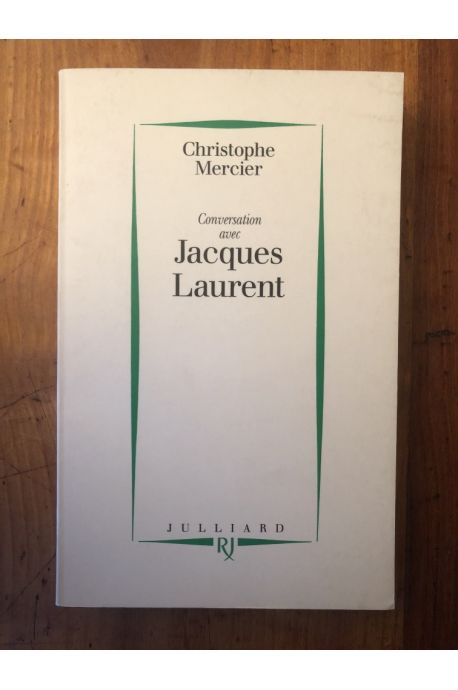 Christophe
Mercier
Conversation
avec
Jacques
Laurent
JULLIARD
RJ